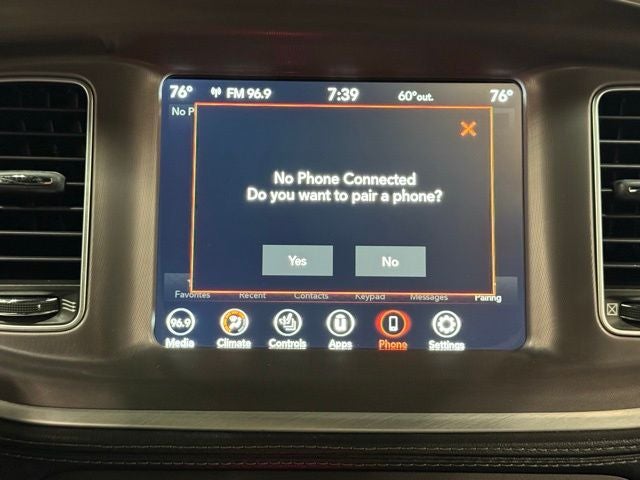 76° FM 96.9 7:39 60°out. 76°
No P
No Phone Connected
Do you want to pair a phone?
Yes No
Favorites Recent Contacts Keypad Messages Pairing
96.9
Media Climate Controls Apps Phone Settings